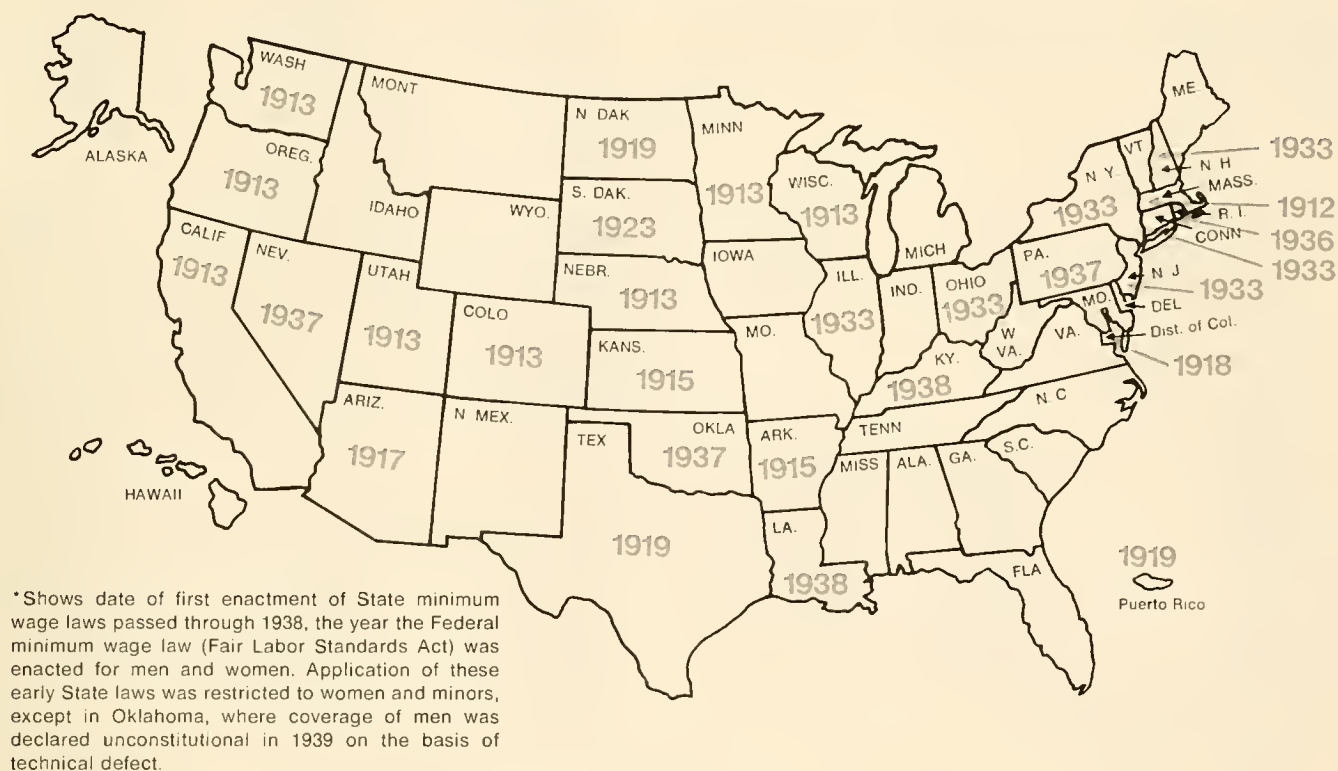 WASH
1913
MONT
N DAK
1919
MINN
1913
ME.
ALASKA
OREG.
1913
IDAHO
WYO.
S. DAK.
1923
WISC.
1913
MICH
N Y.
1933
VT.
1933
N H
MASS.
1912
R. I.
1936
CONN
1933
CALIF
1913
NEV.
1937
UTAH
1913
COLO
1913
NEBR.
1913
IOWA
ILL.
1933
IND.
OHIO
1933
PA.
1937
N J
1933
MD.
DEL
Dist. of Col.
1918
KANS.
1915
MO.
KY.
1938
W
VA.
VA.
ARIZ.
1917
N MEX.
TEX
1919
OKLA
1937
ARK.
1915
TENN
N. C
S.C.
MISS
ALA.
GA.
LA.
1938
FLA
HAWAII
1919
Puerto Rico
*Shows date of first enactment of State minimum
wage laws passed through 1938, the year the Federal
minimum wage law (Fair Labor Standards Act) was
enacted for men and women. Application of these
early State laws was restricted to women and minors,
except in Oklahoma, where coverage of men was
declared unconstitutional in 1939 on the basis of
technical defect.